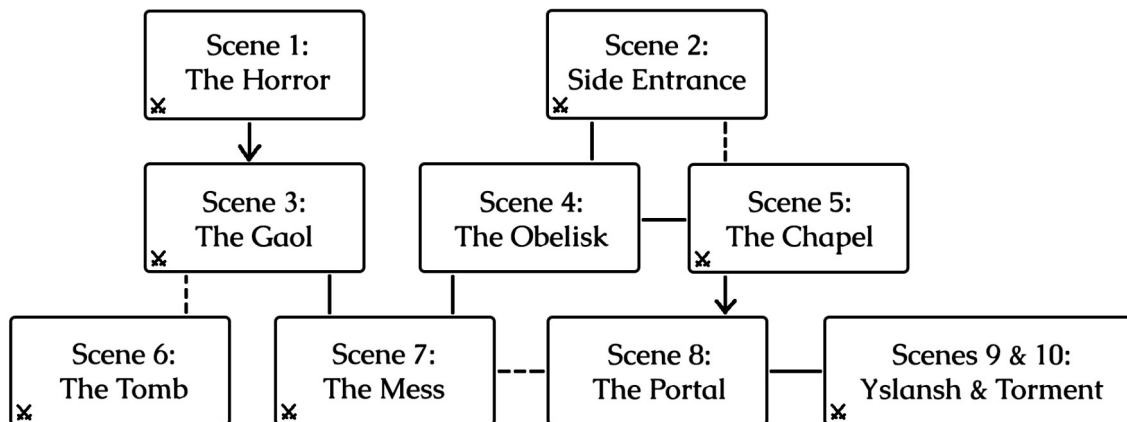 Scene 1:
The Horror
Scene 2:
Side Entrance
Scene 3:
The Gaol
Scene 4:
The Obelisk
Scene 5:
The Chapel
Scene 6:
The Tomb
Scene 7:
The Mess
Scene 8:
The Portal
Scenes 9 & 10:
Yslansh & Torment